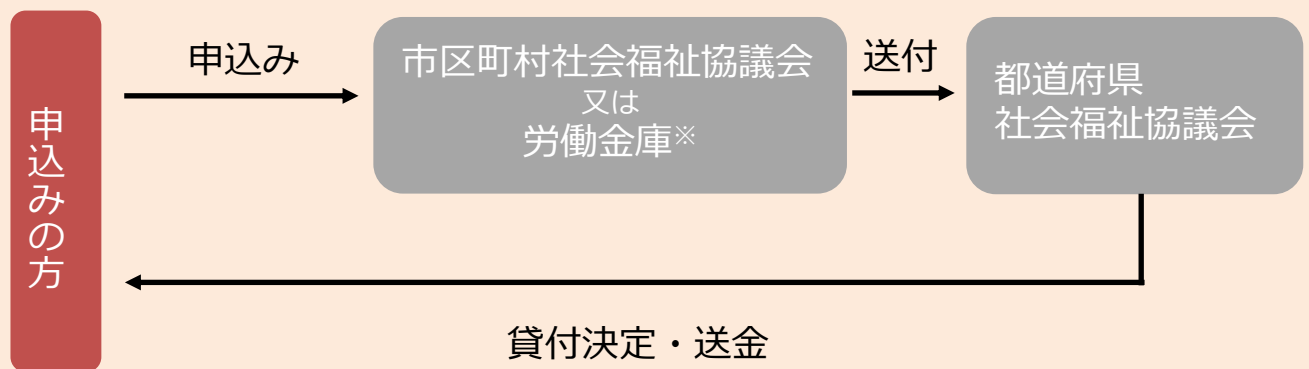 申込みの方
申込み
市区町村社会福祉協議会
又は
労働金庫※
送付
都道府県
社会福祉協議会
貸付決定・送金